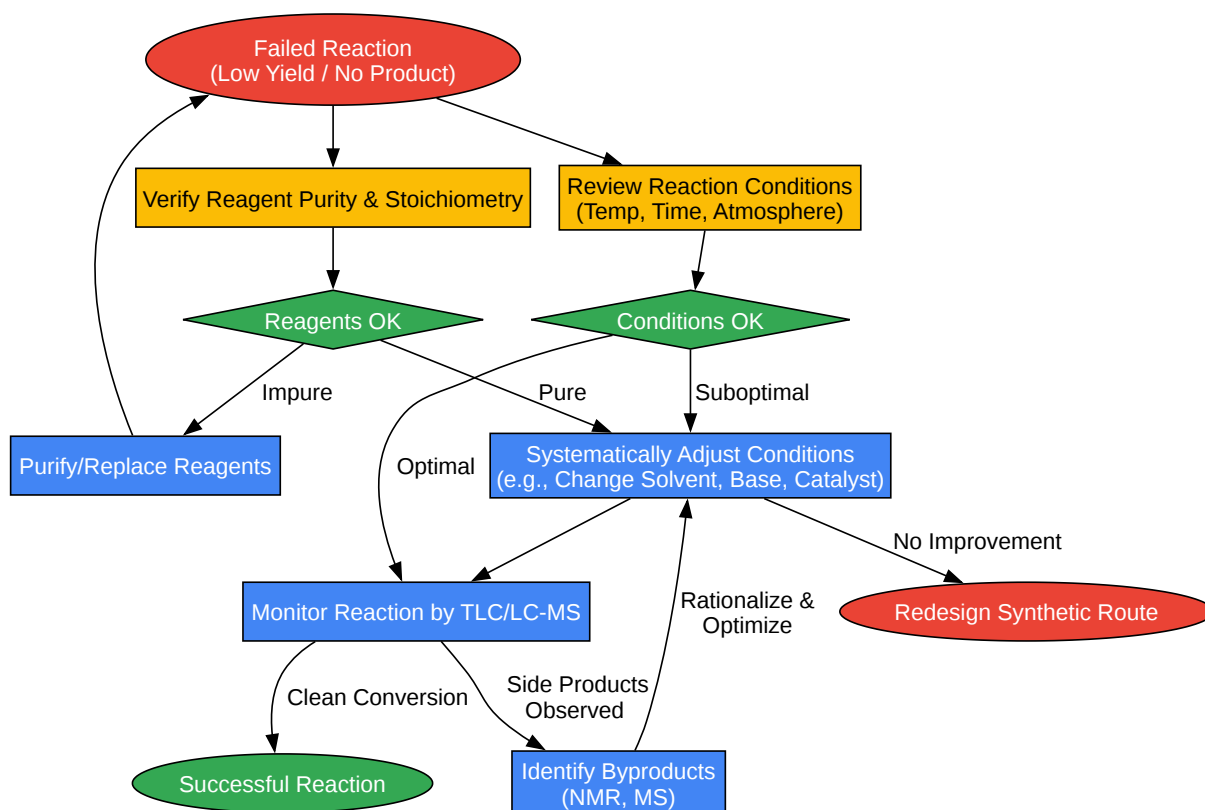 Failed Reaction
(Low Yield / No Product)
Verify Reagent Purity & Stoichiometry
Review Reaction Conditions
(Temp, Time, Atmosphere)
Reagents OK
Conditions OK
Impure
Pure
Suboptimal
Purify/Replace Reagents
Optimal
Systematically Adjust Conditions
(e.g., Change Solvent, Base, Catalyst)
No Improvement
Monitor Reaction by TLC/LC-MS
Rationalize &
Optimize
Redesign Synthetic Route
Clean Conversion
Side Products
Observed
Successful Reaction
Identify Byproducts
(NMR, MS)